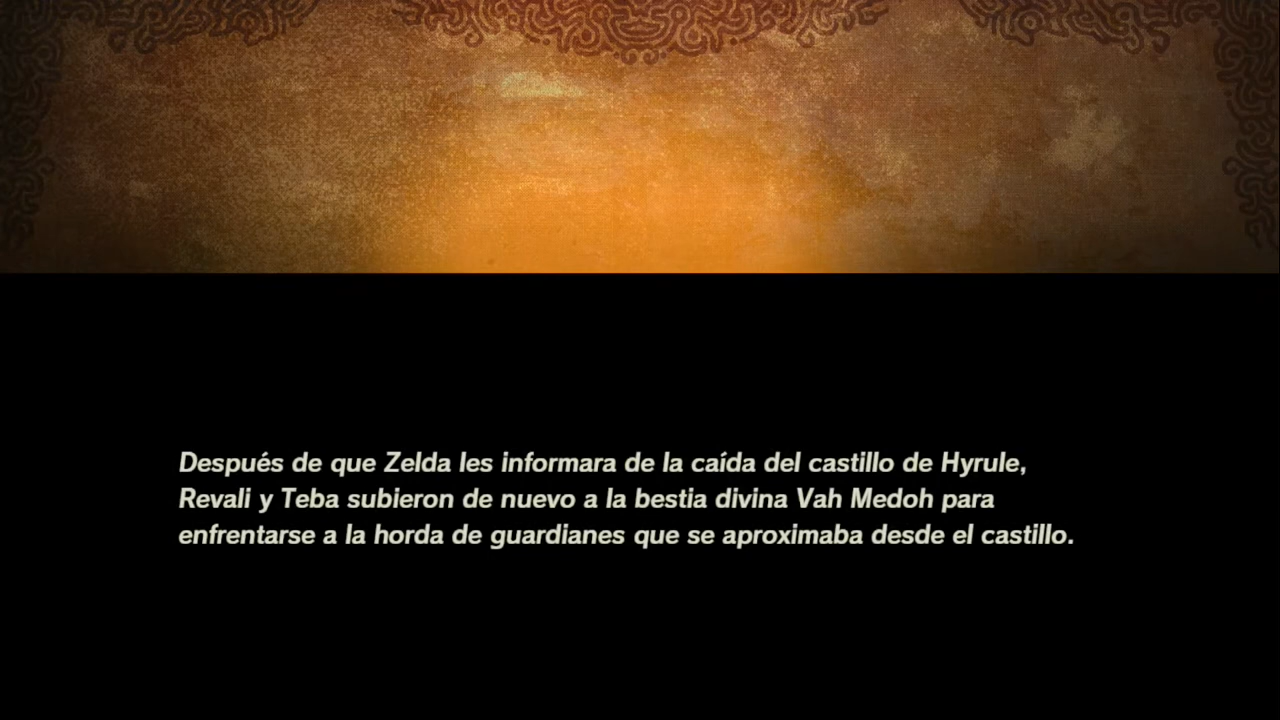 Después de que Zelda les informara de la caída del castillo de Hyrule,
Revali y Teba subieron de nuevo a la bestia divina Vah Medoh para
enfrentarse a la horda de guardianes que se aproximaba desde el castillo.